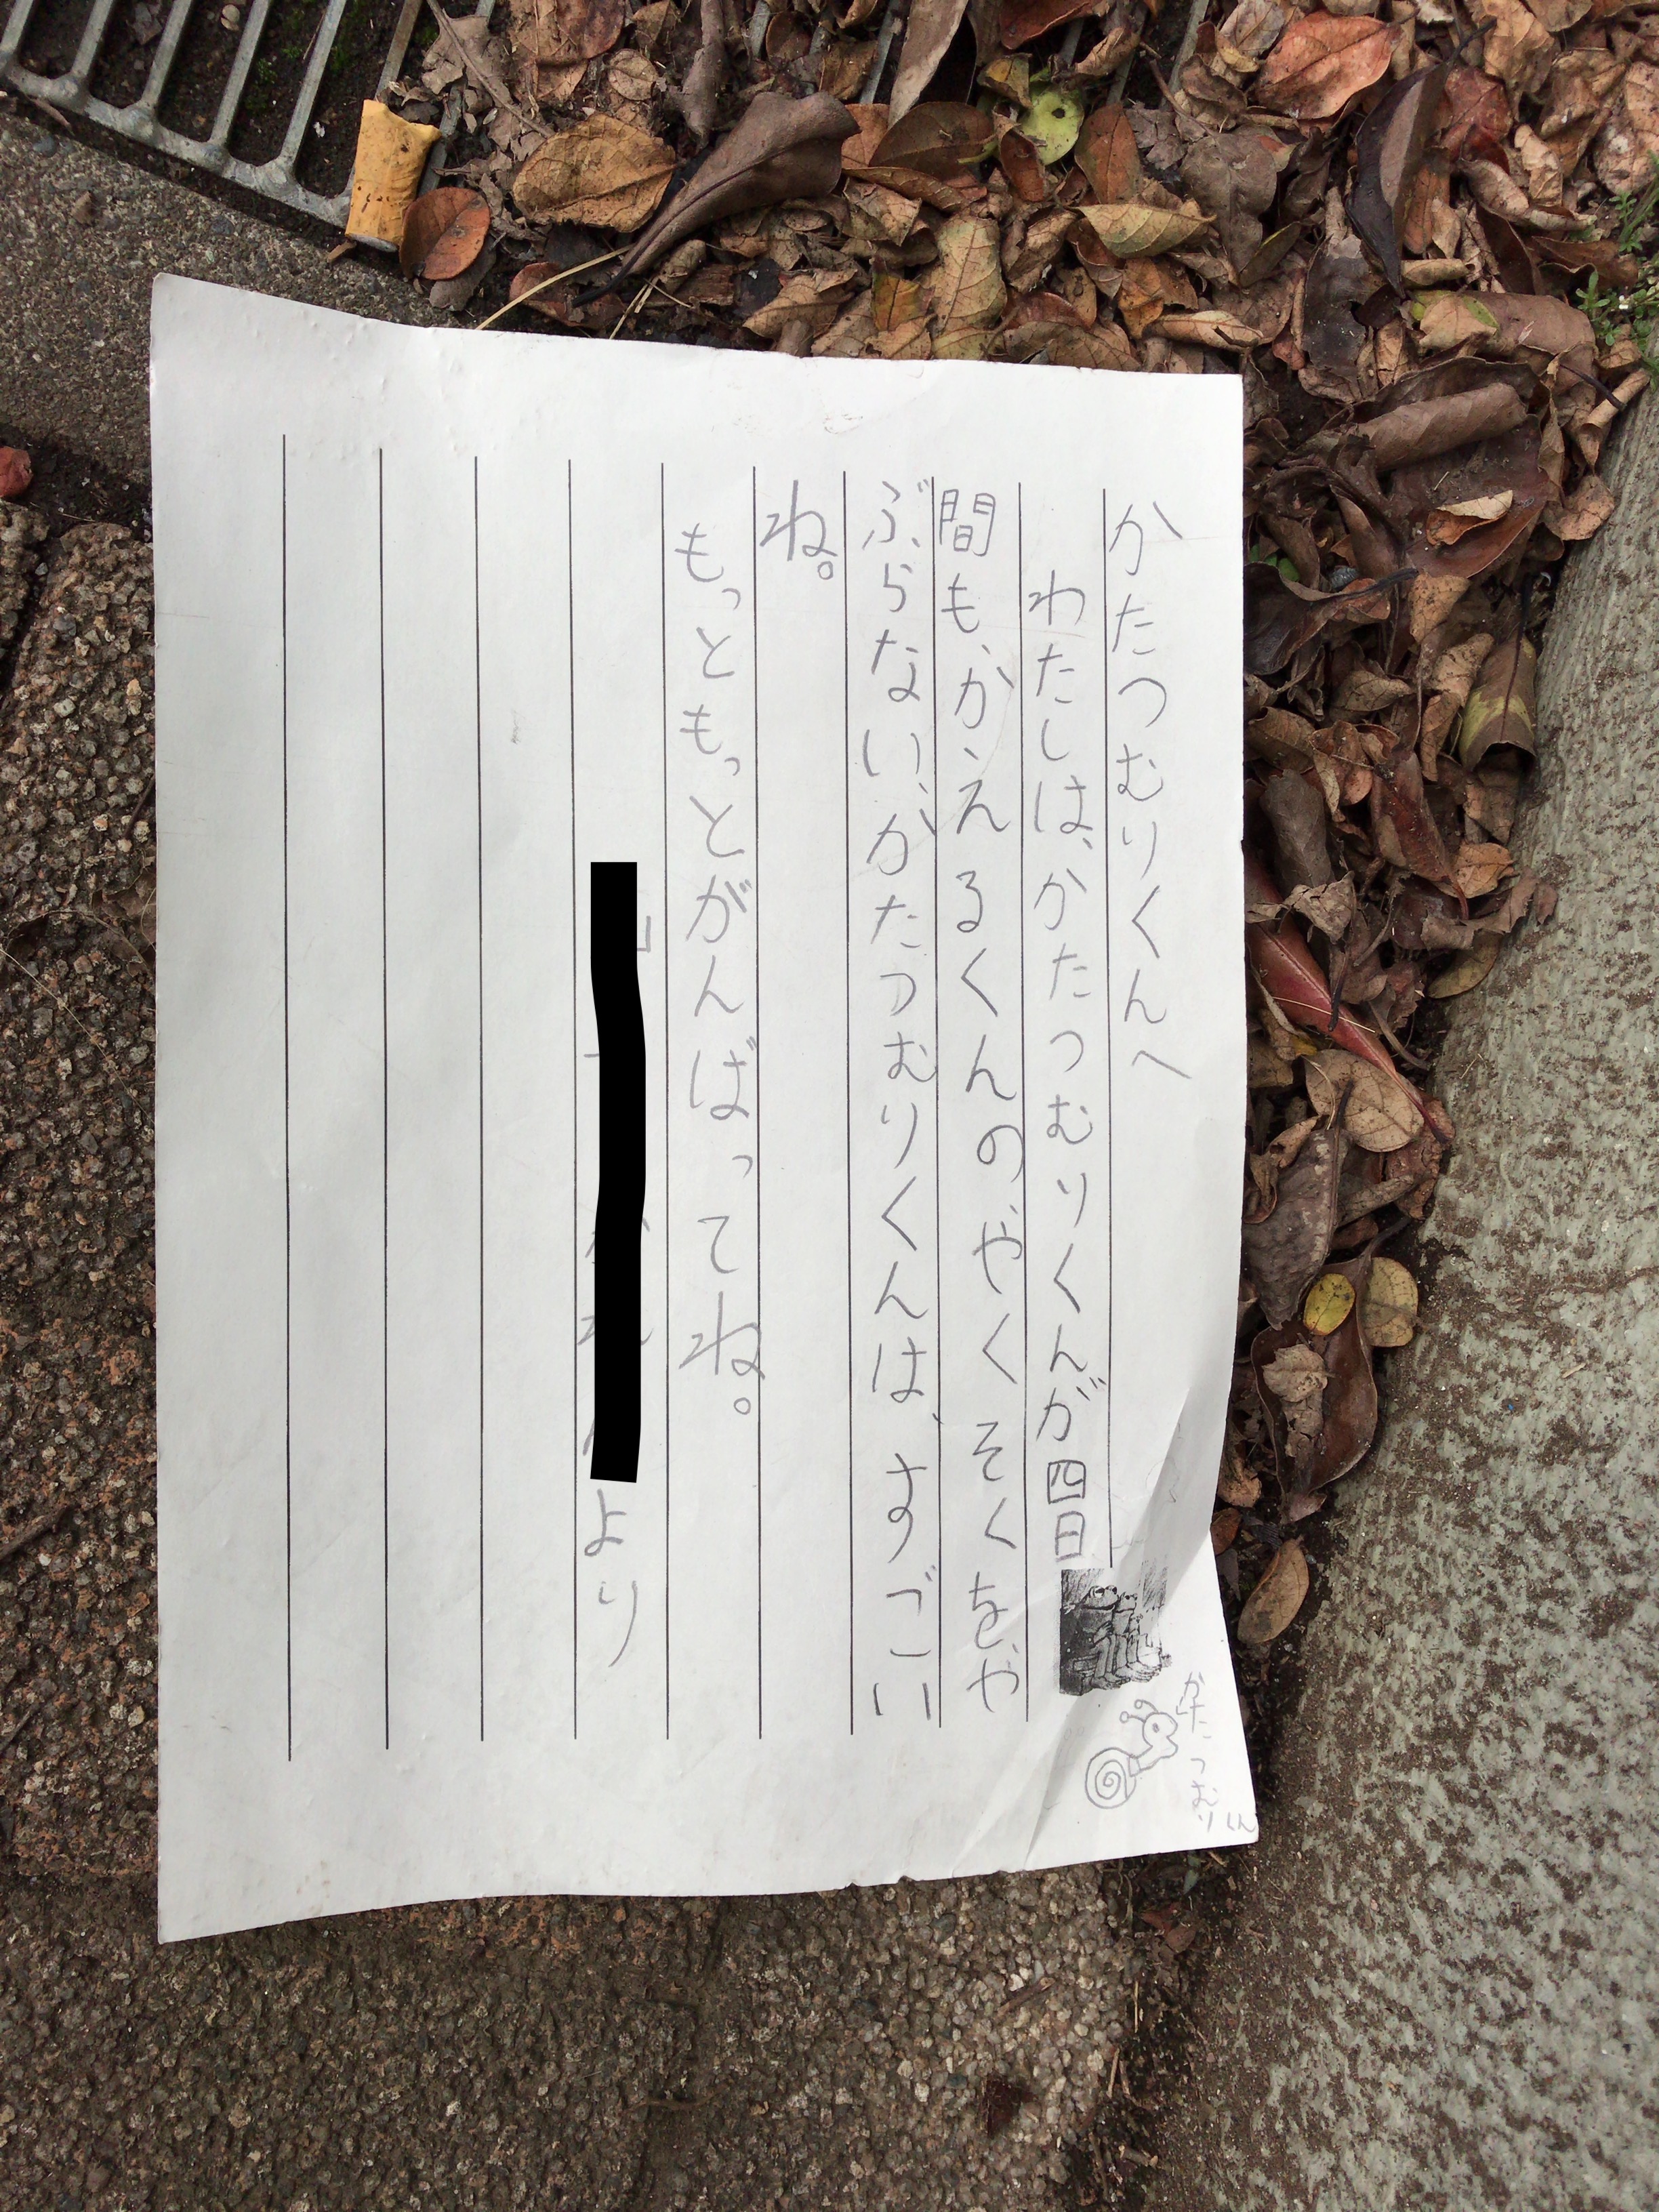 かたつむりくんへ
わたしは、かたつむりくんが四日
間も、かえるくんのやくそくを、や
ぶらない、かたつむりくんは、すごい
ね。
もっともっとがんばってね。
より
かたつむりくん